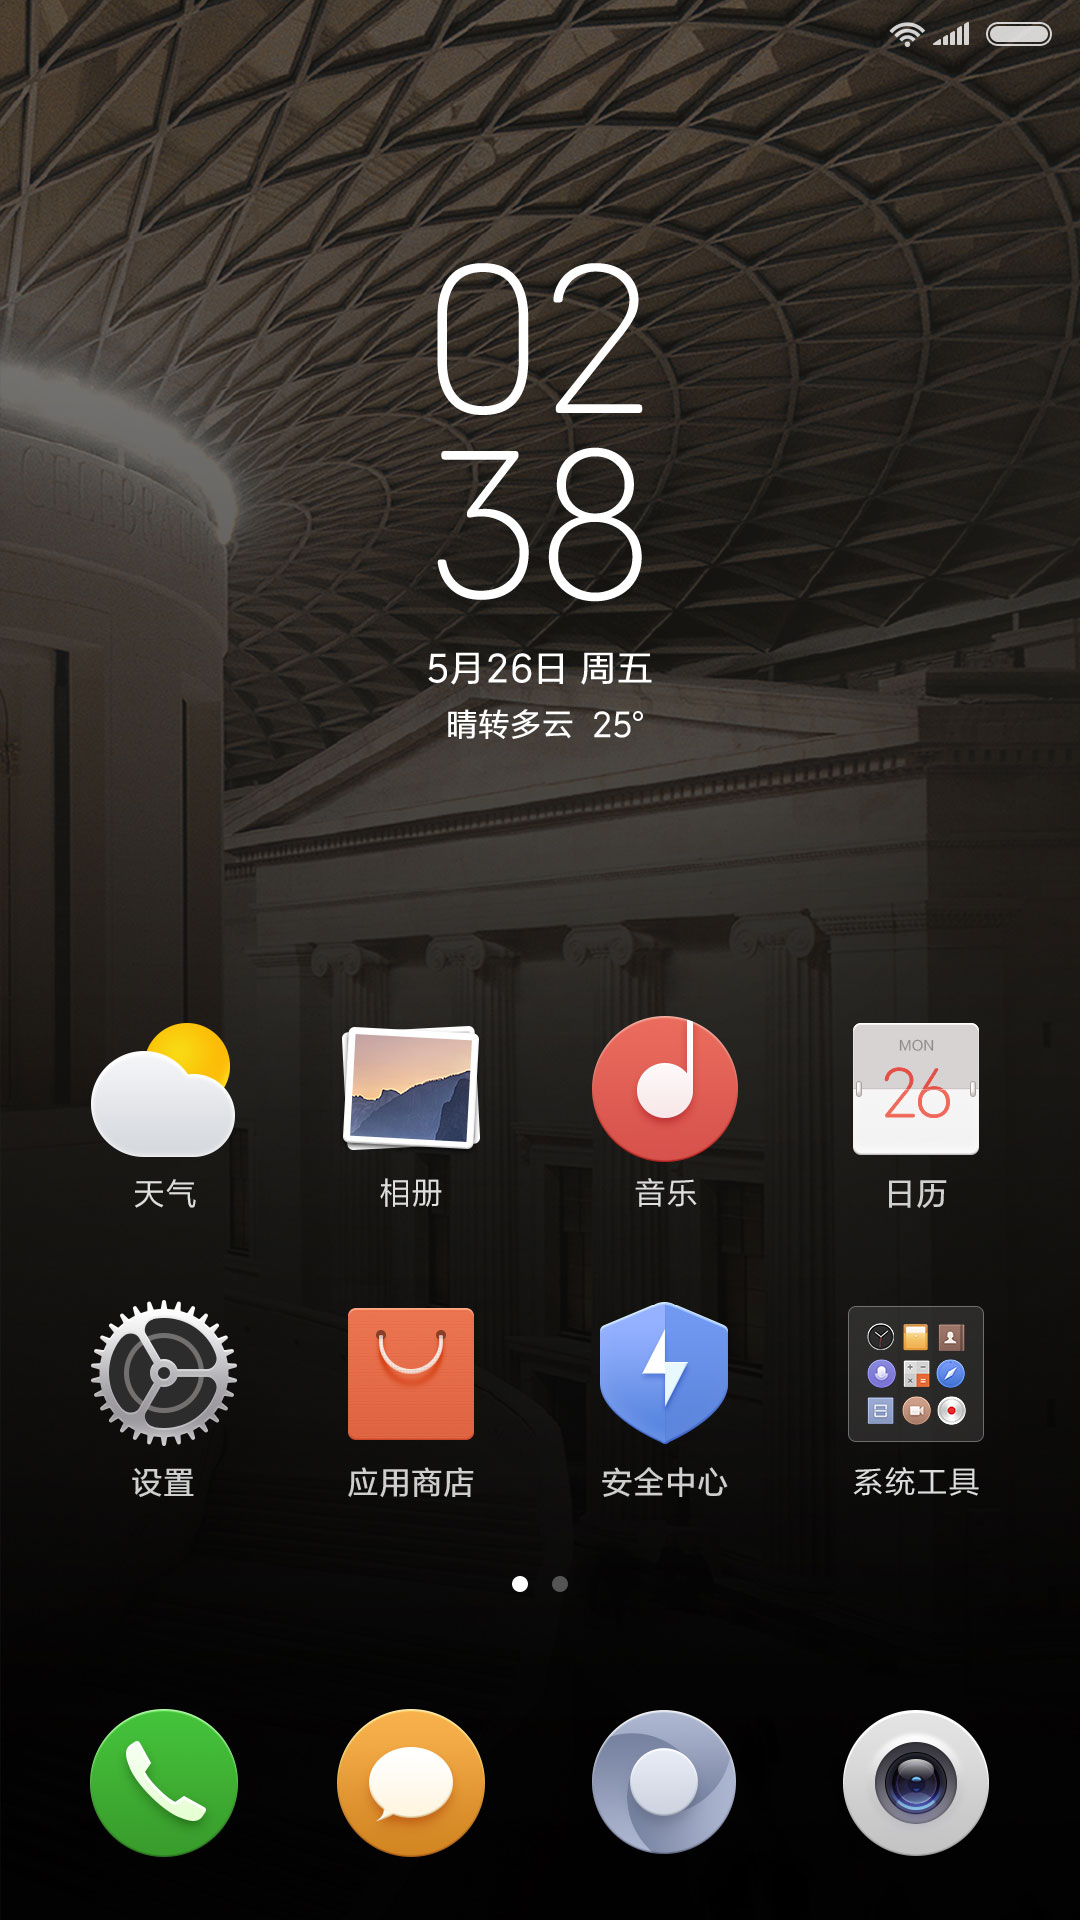 02
38
5月26日 周五
晴转多云 25°
CELEBRA
MON
26
天气
相册
音乐
日历
设置
应用商店
安全中心
系统工具